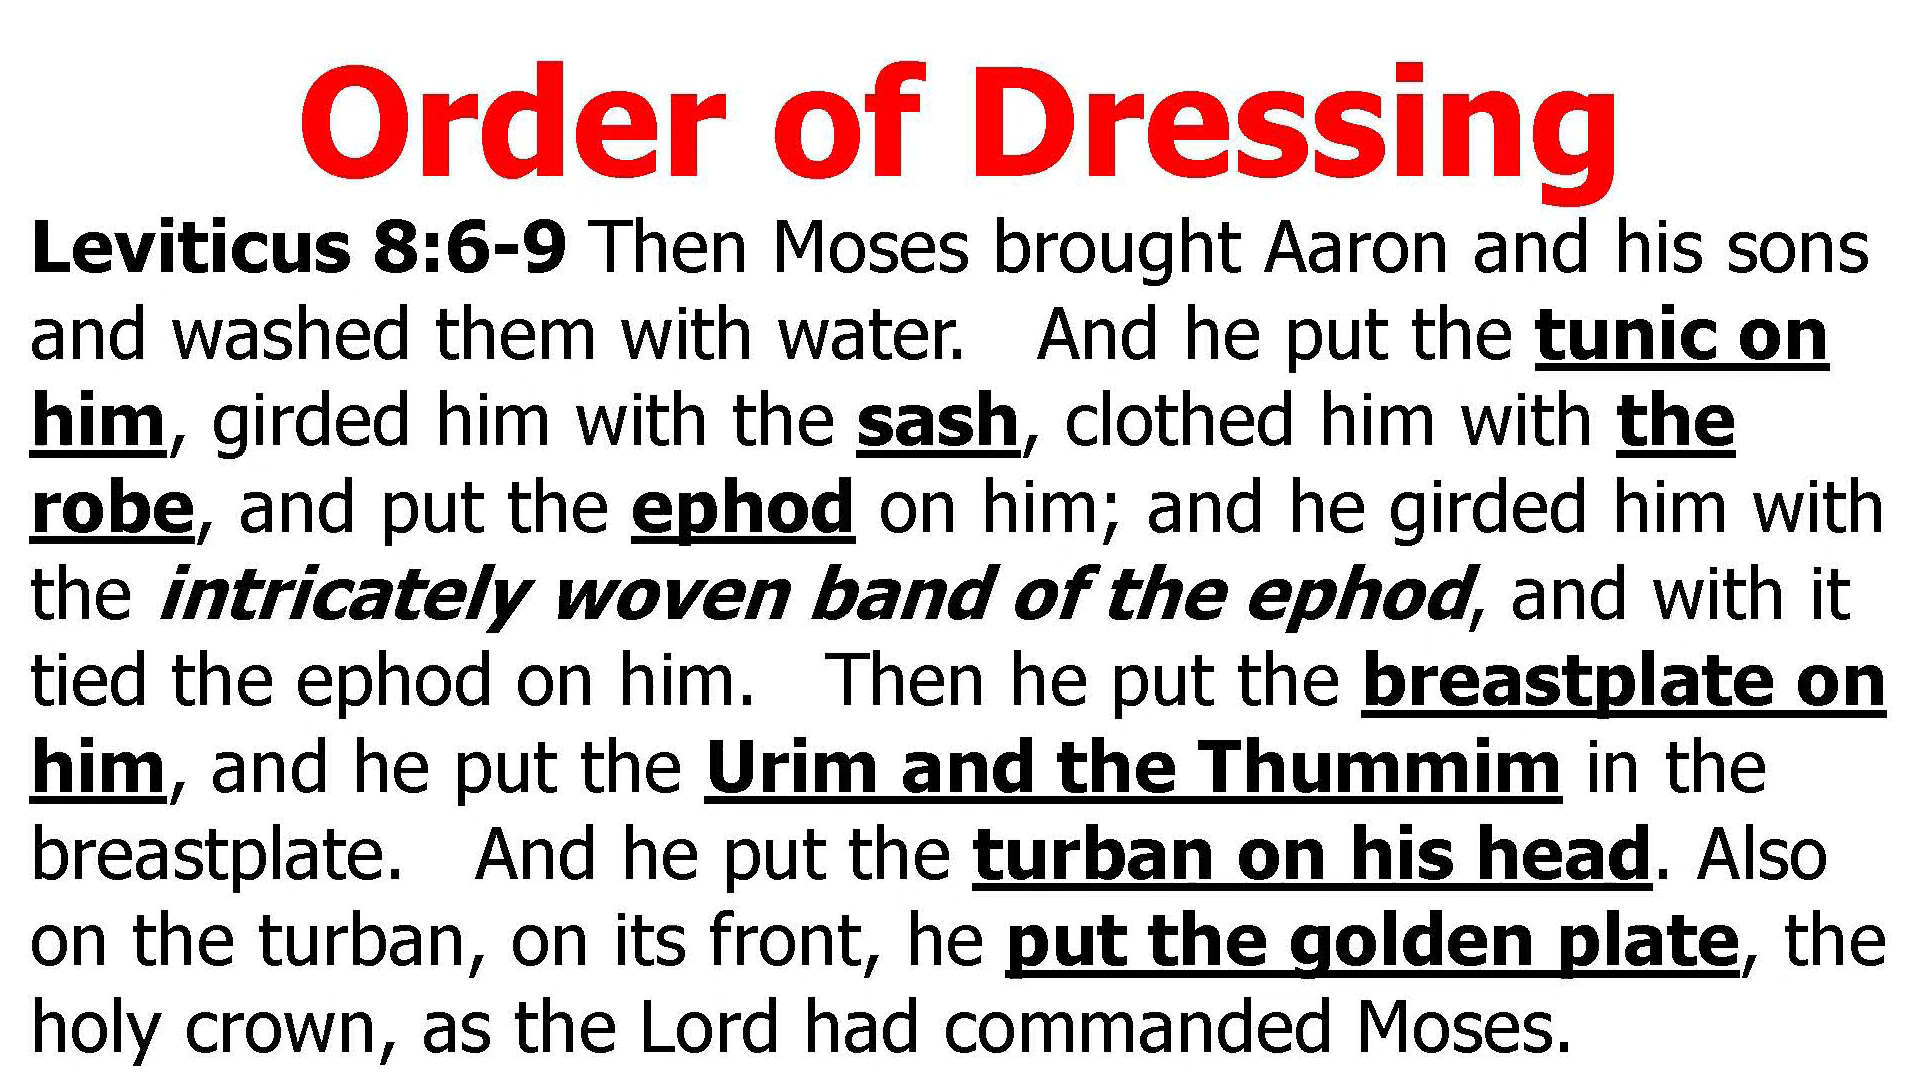 Order of Dressing
Leviticus 8:6-9 Then Moses brought Aaron and his sons
and washed them with water.   And he put the tunic on
him, girded him with the sash, clothed him with the
robe, and put the ephod on him; and he girded him with
the intricately woven band of the ephod, and with it
tied the ephod on him.   Then he put the breastplate on
him, and he put the Urim and the Thummim in the
breastplate.   And he put the turban on his head. Also
on the turban, on its front, he put the golden plate, the
holy crown, as the Lord had commanded Moses.